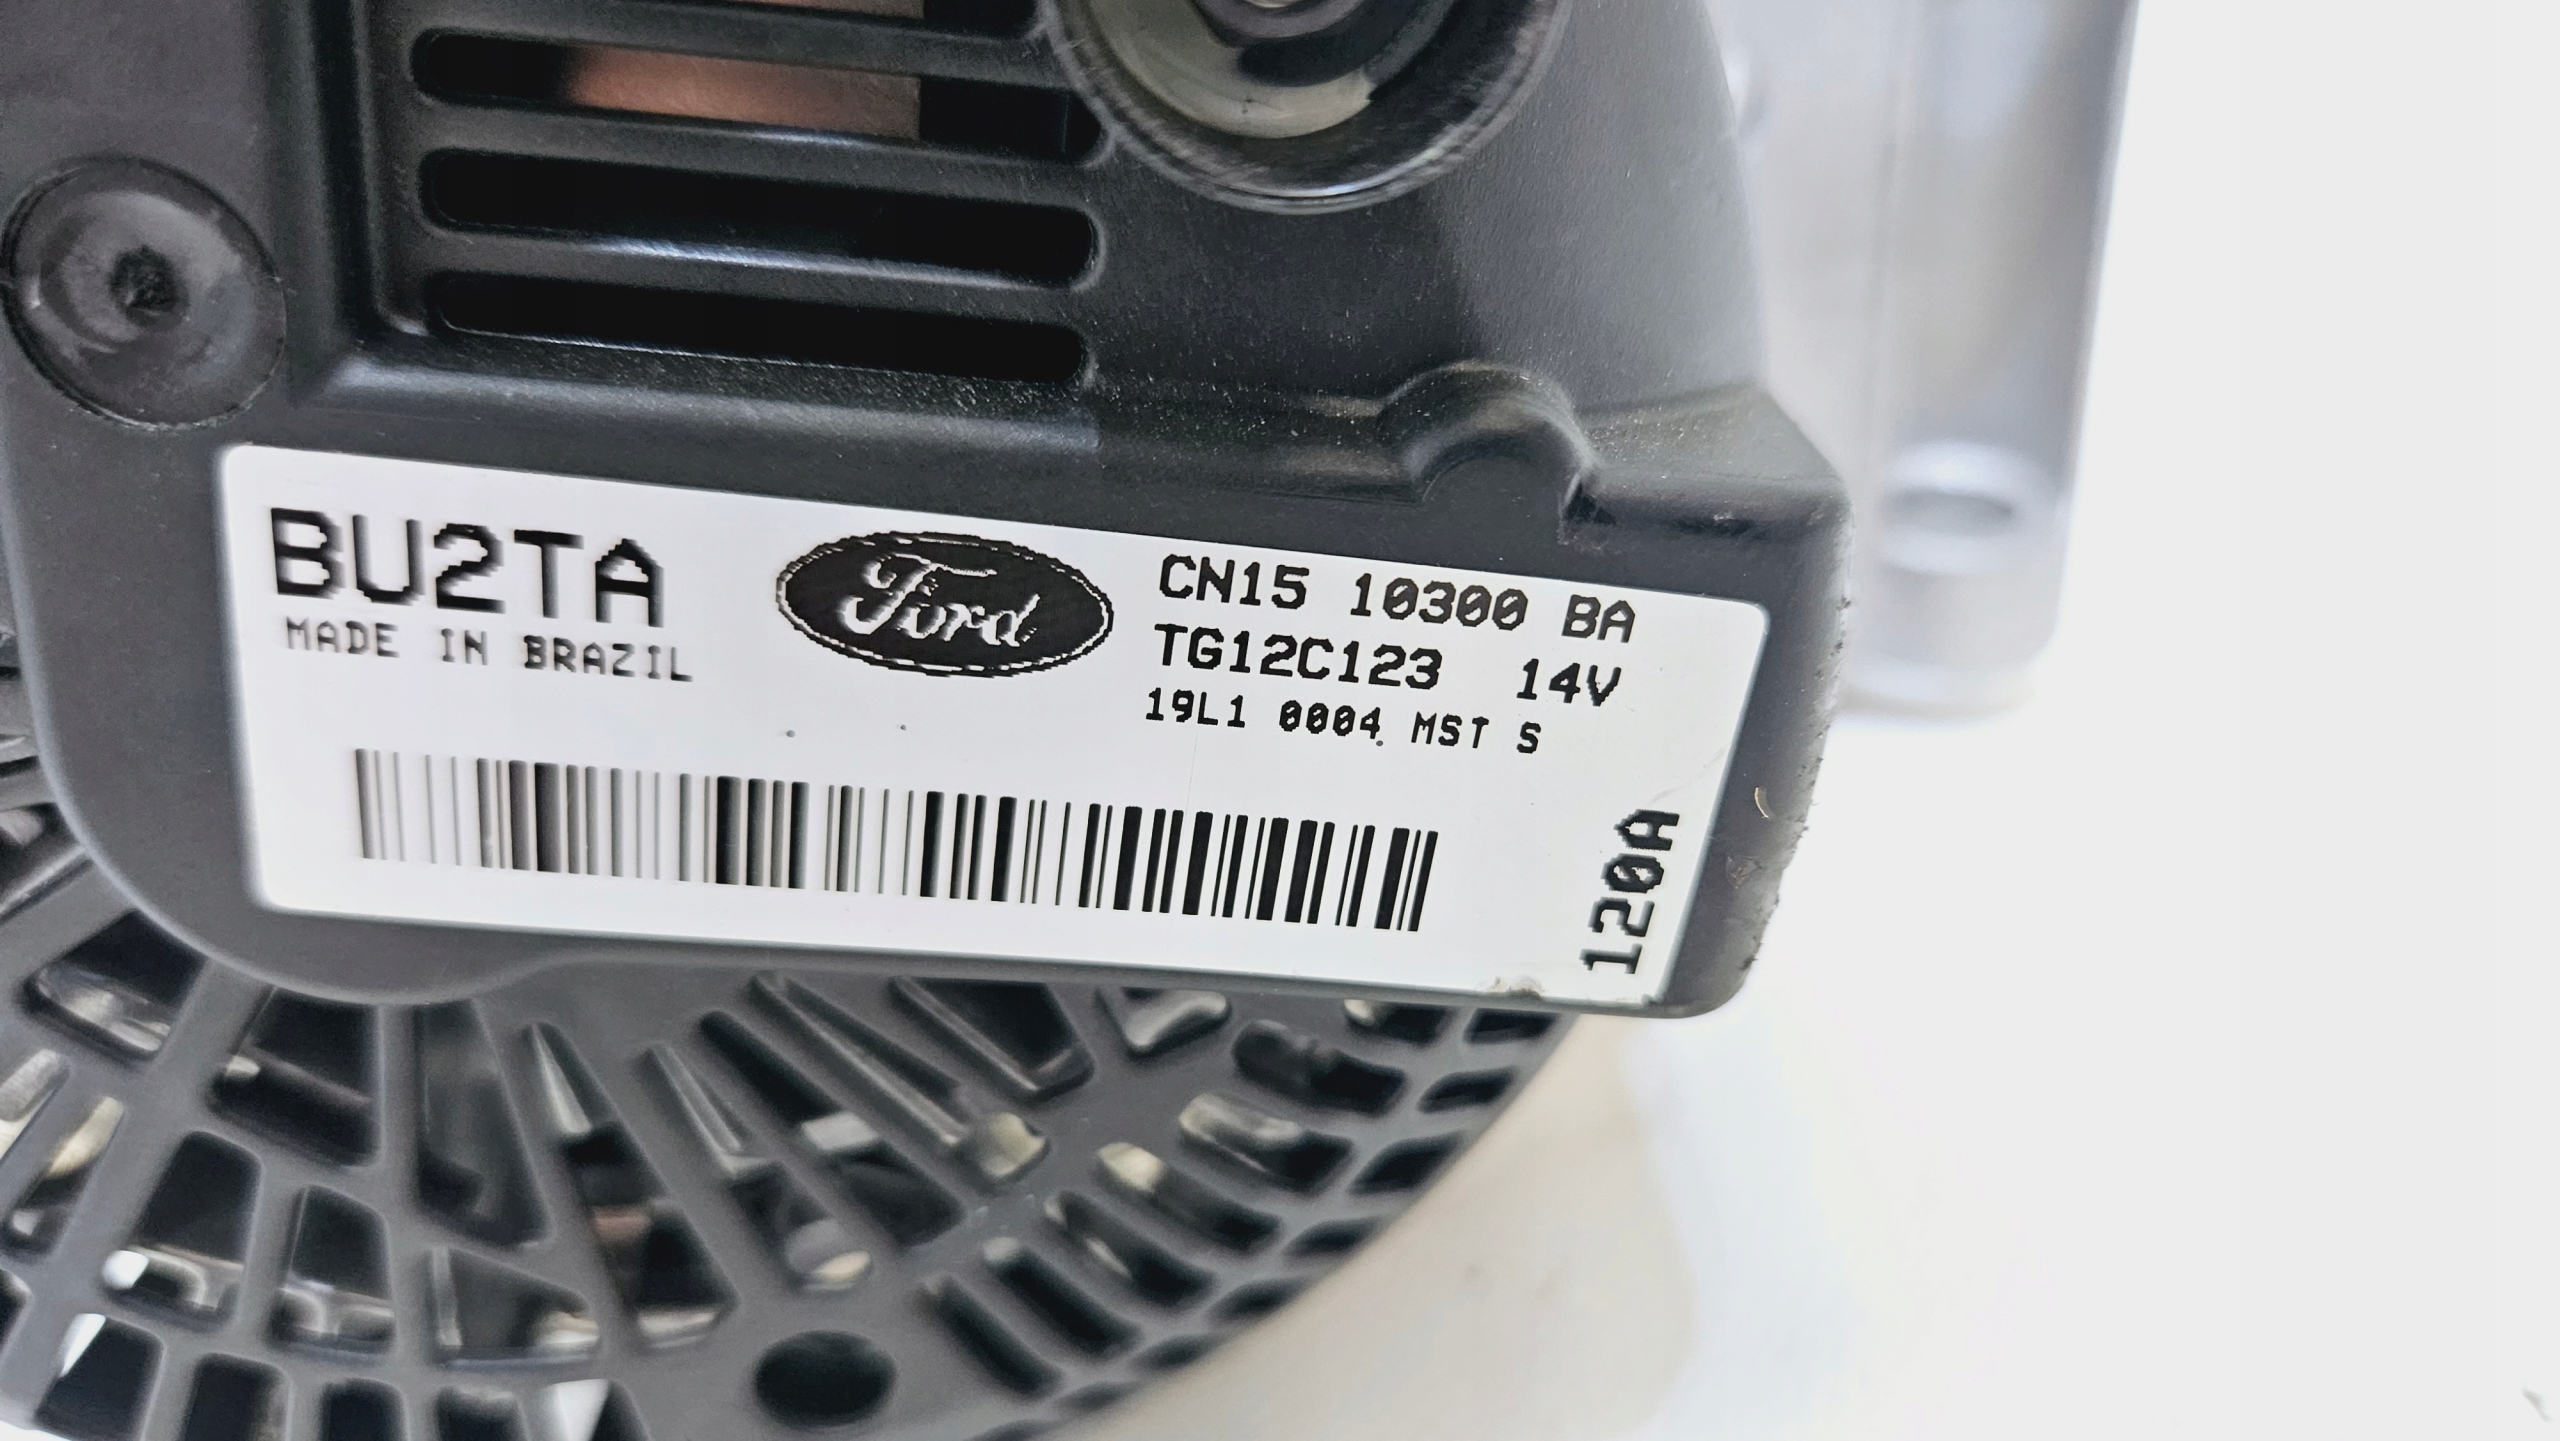 BU2TA
MADE IN BRAZIL
Ford
CN15 10300 BA
TG12C123 14V
19L1 0004 MST S
120A